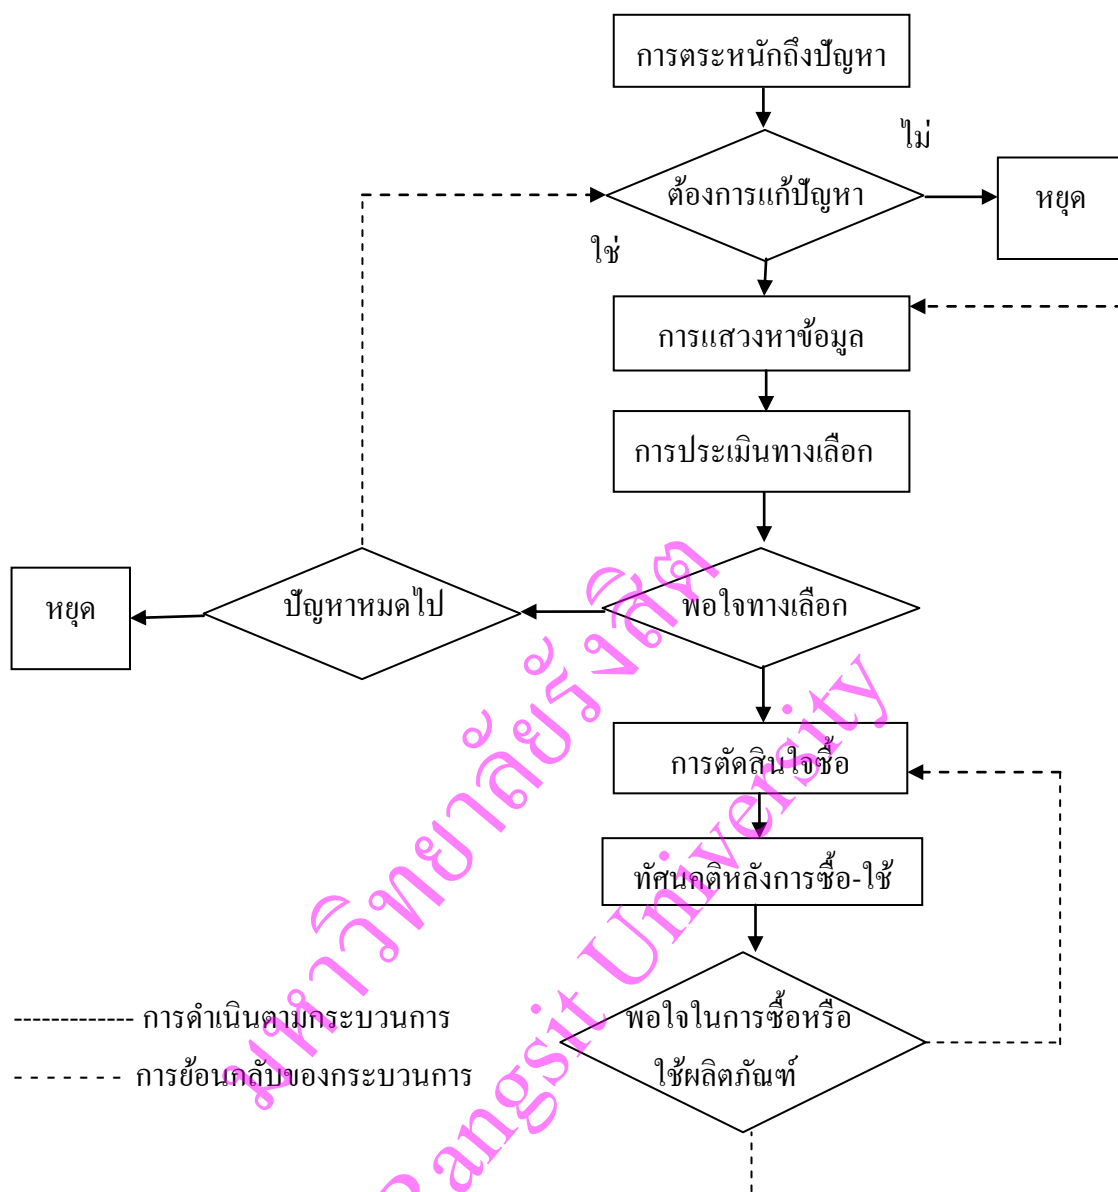 การตระหนักถึงปัญหา
ไม่
ต้องการแก้ปัญหา
หยุด
ใช่
การแสวงหาข้อมูล
การประเมินทางเลือก
หยุด
ปัญหาหมดไป
พอใจทางเลือก
การตัดสินใจซื้อ
ทัศนคติหลังการซื้อ-ใช้
พอใจในการซื้อหรือ
ใช้ผลิตภัณฑ์
การดำเนินตามกระบวนการ
การย้อนกลับของกระบวนการ
มหาวิทยาลัยรังสิต
Rangsit University